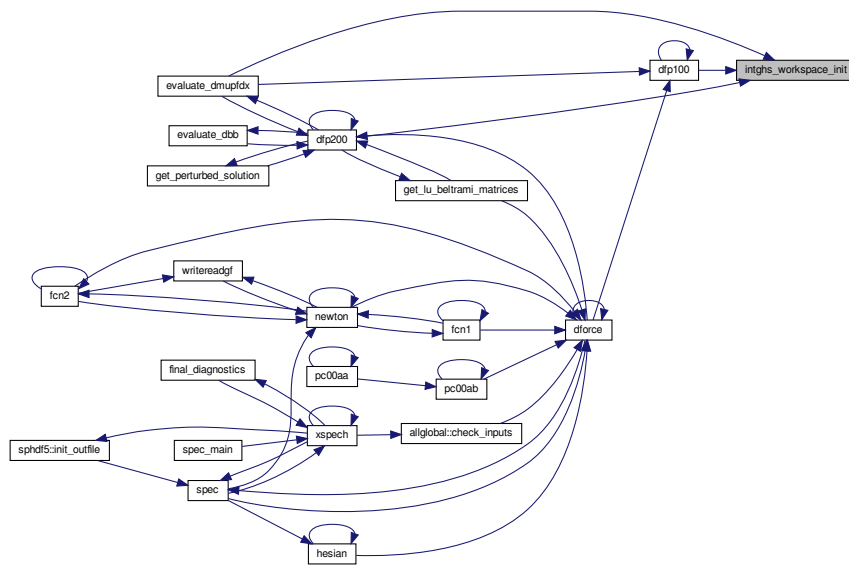 intghs_workspace_init
dfp100
evaluate_dmupfdx
evaluate_dbb
dfp200
get_perturbed_solution
get_lu_beltrami_matrices
writereadgf
fcn2
newton
fcn1
dforce
final_diagnostics
pc00aa
pc00ab
xspech
allglobal::check_inputs
sphdf5::init_outfile
spec_main
spec
hesian